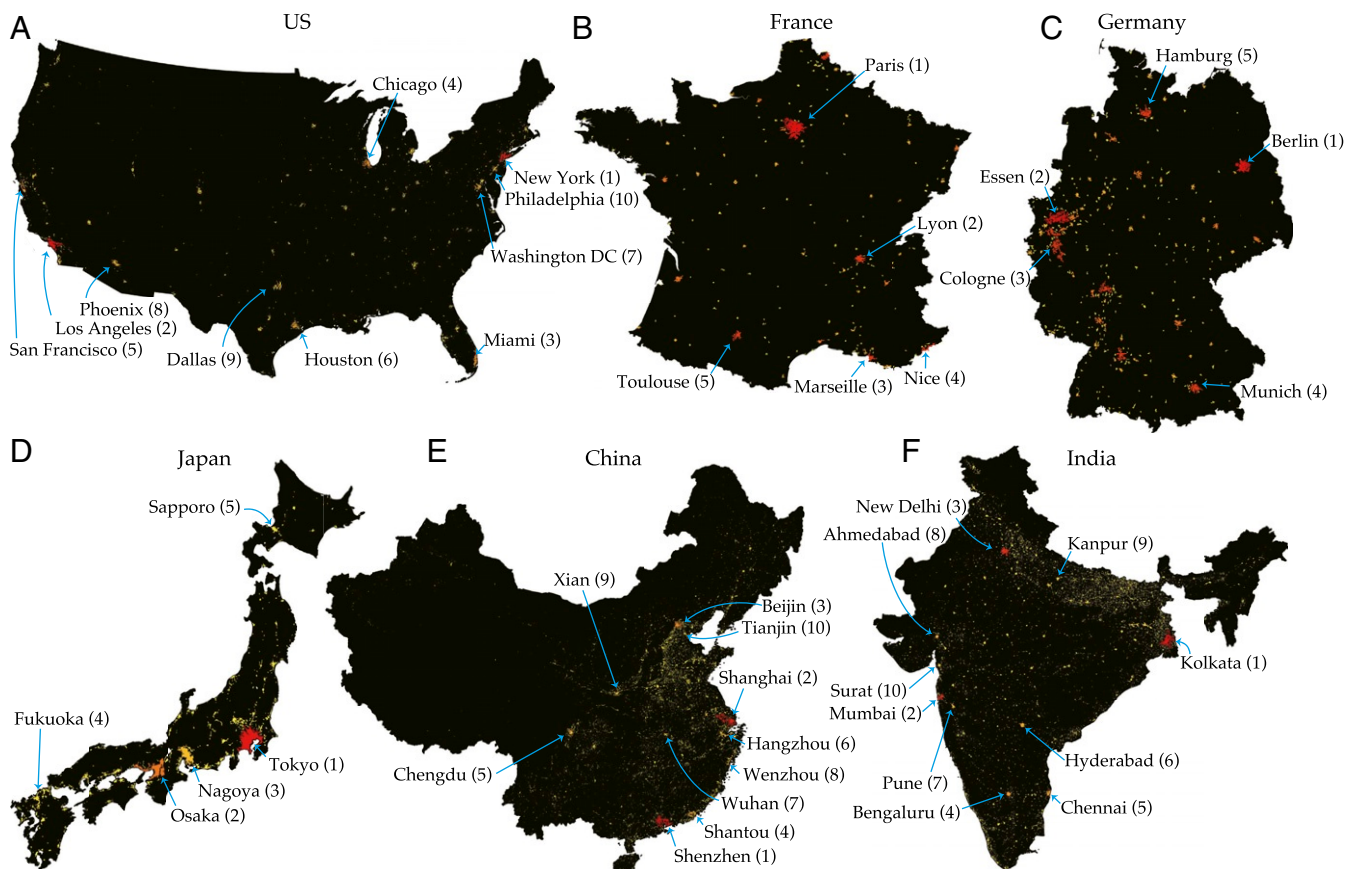 A
US
Chicago (4)
New York (1)
Philadelphia (10)
Washington DC (7)
Phoenix (8)
Los Angeles (2)
San Francisco (5)
Dallas (9)
Houston (6)
Miami (3)
B
France
Paris (1)
Lyon (2)
Toulouse (5)
Marseille (3)
Nice (4)
C
Germany
Hamburg (5)
Berlin (1)
Essen (2)
Cologne (3)
Munich (4)
D
Japan
Sapporo (5)
Fukuoka (4)
Tokyo (1)
Nagoya (3)
Osaka (2)
E
China
Xian (9)
Beijin (3)
Tianjin (10)
Shanghai (2)
Hangzhou (6)
Chengdu (5)
Wenzhou (8)
Wuhan (7)
Shantou (4)
Shenzhen (1)
F
India
New Delhi (3)
Ahmedabad (8)
Kanpur (9)
Kolkata (1)
Surat (10)
Mumbai (2)
Hyderabad (6)
Pune (7)
Bengaluru (4)
Chennai (5)